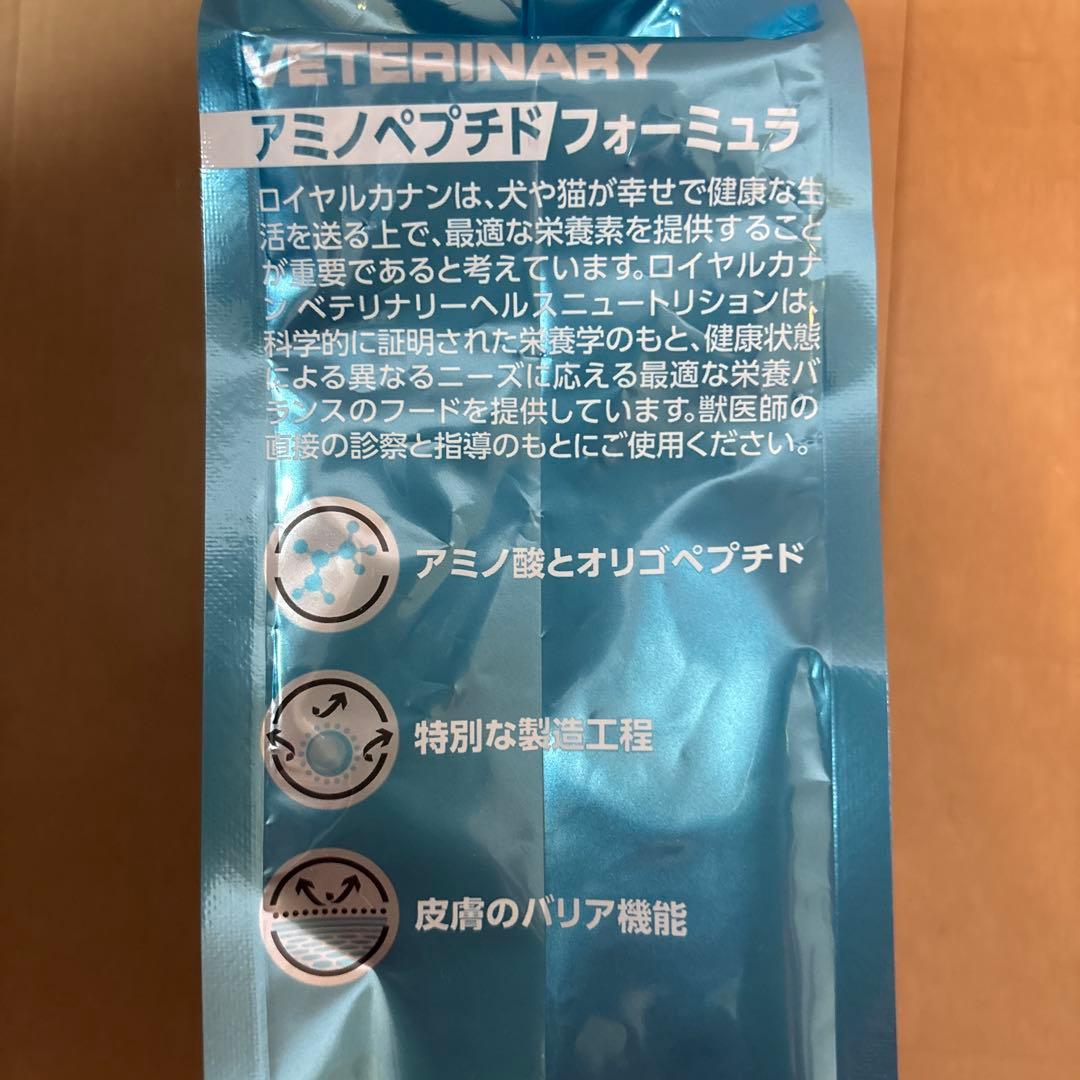 VETERINARY
アミノペプチド フォーミュラ
ロイヤルカナンは、犬や猫が幸せで健康な生
活を送る上で、最適な栄養素を提供すること
が重要であると考えています。ロイヤルカナ
ン ベテリナリーヘルスニュートリションは、
科学的に証明された栄養学のもと、健康状態
による異なるニーズに応える最適な栄養バ
ランスのフードを提供しています。獣医師の
直接の診察と指導のもとにご使用ください。
アミノ酸とオリゴペプチド
特別な製造工程
皮膚のバリア機能